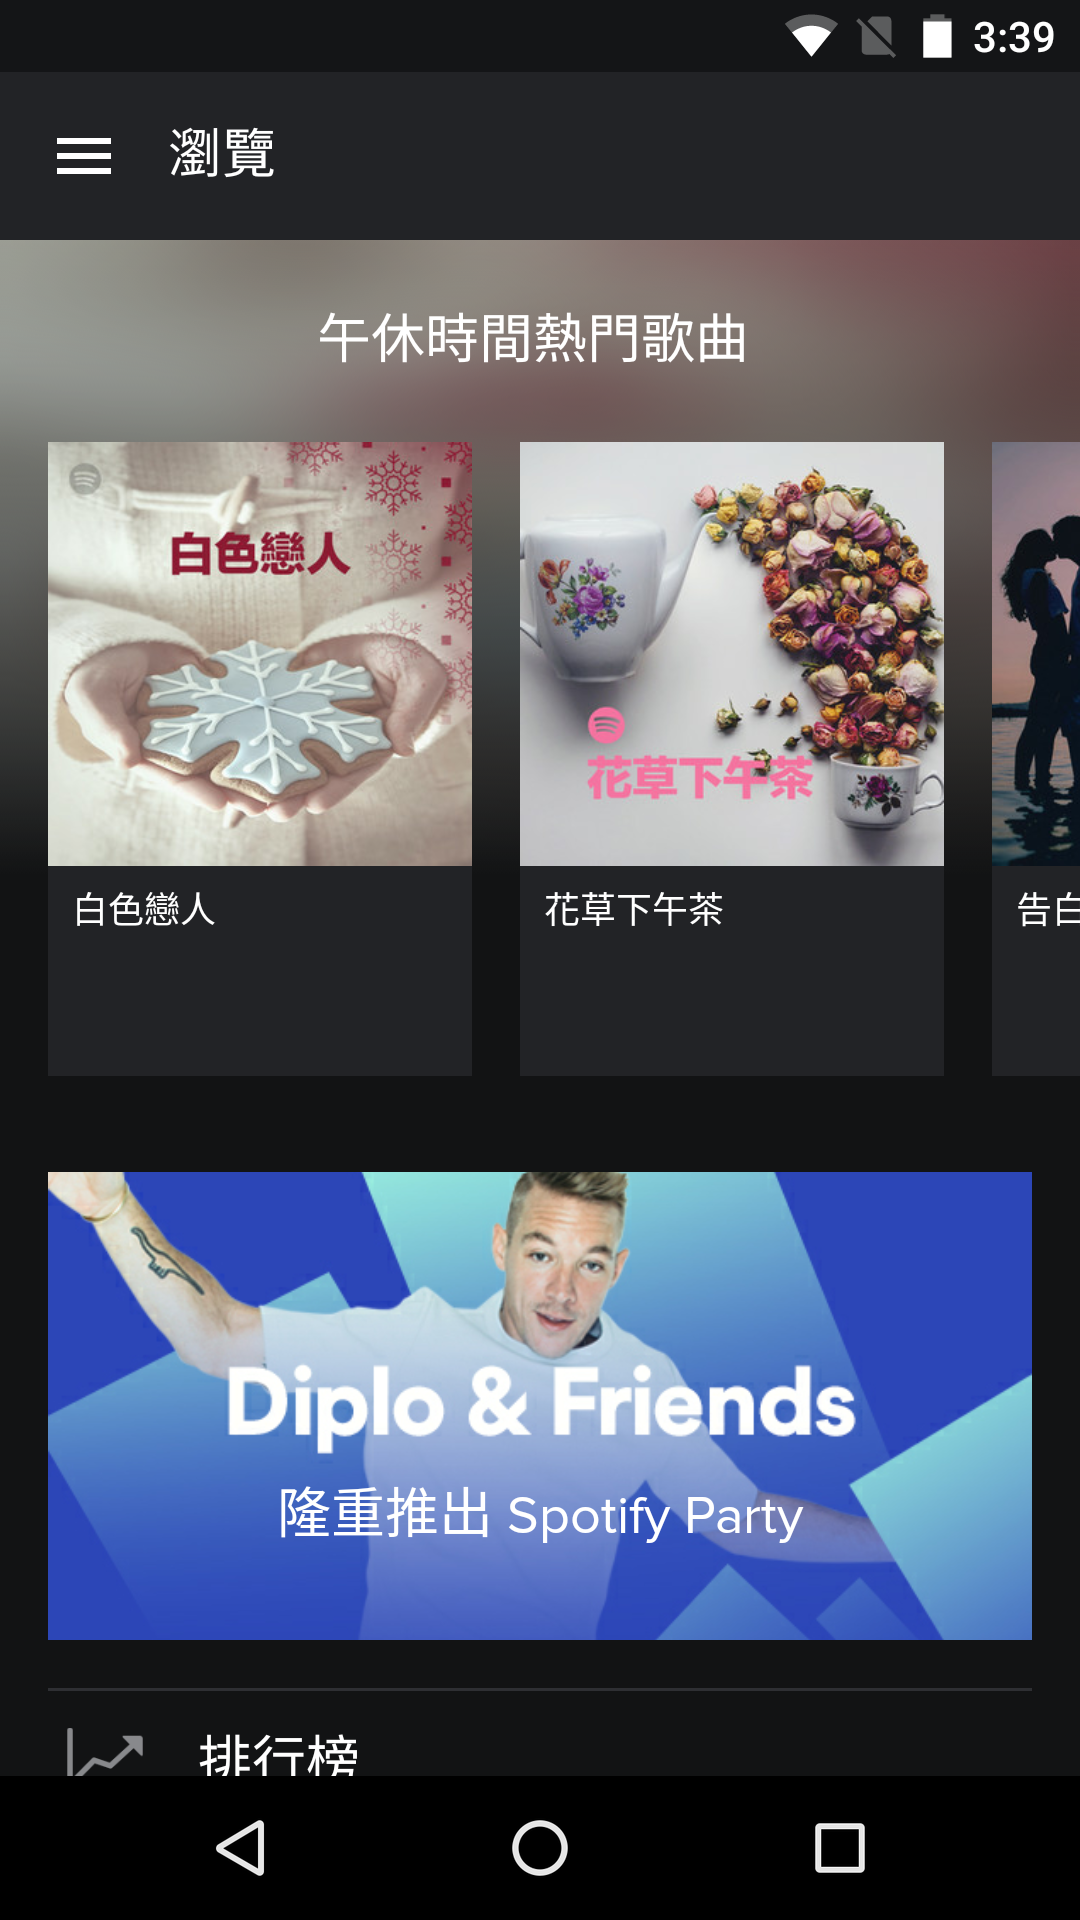 3:39
瀏覽
午休時間熱門歌曲
白色戀人
花草下午茶
白色戀人
花草下午茶
告白
Diplo & Friends
隆重推出 Spotify Party
排行榜